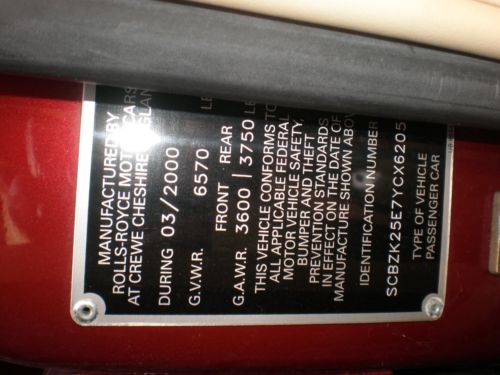 MANUFACTURED BY
ROLLS-ROYCE MOTOR CARS
AT CREWE CHESHIRE
DURING 03/2000
G.V.W.R. 6570
FRONT REAR
G.A.W.R. 3600 3750
THIS VEHICLE CONFORMS TO
ALL APPLICABLE FEDERAL
MOTOR VEHICLE SAFETY,
BUMPER AND THEFT
PREVENTION STANDARDS
IN EFFECT ON THE DATE OF
MANUFACTURE SHOWN ABOV
IDENTIFICATION NUMBER
SCBZK25E7YCX6205
TYPE OF VEHICLE
PASSENGER CAR